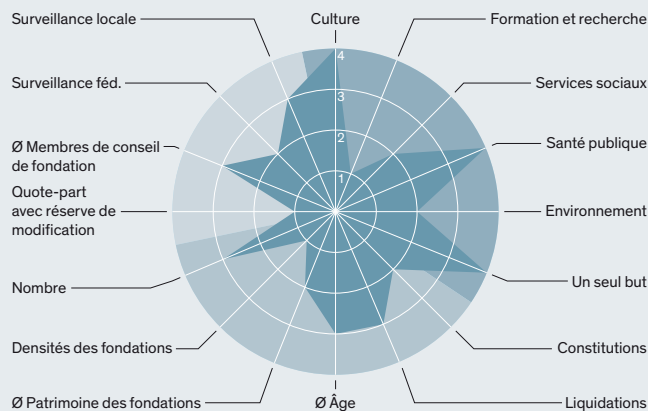 Surveillance locale
Culture
Formation et recherche
Surveillance féd.
Services sociaux
Ø Membres de conseil
de fondation
Santé publique
Quote-part
avec réserve de
modification
Environnement
Nombre
Un seul but
Densités des fondations
Constitutions
Ø Patrimoine des fondations
Ø Âge
Liquidations
4
3
2
1